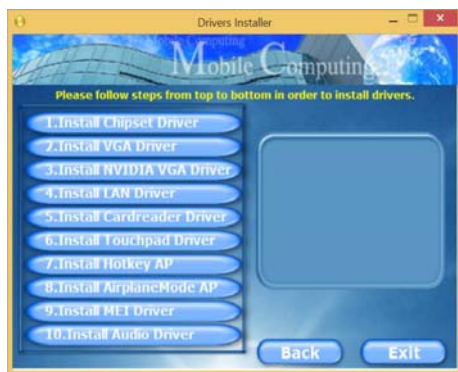 Drivers Installer
Mobile Computing
Mobile Computing
Please follow steps from top to bottom in order to install drivers.
1.Install Chipset Driver
2.Install VGA Driver
3.Install NVIDIA VGA Driver
4.Install LAN Driver
5.Install Cardreader Driver
6.Install Touchpad Driver
7.Install Hotkey AP
8.Install AirplaneMode AP
9.Install MEI Driver
10.Install Audio Driver
Back
Exit